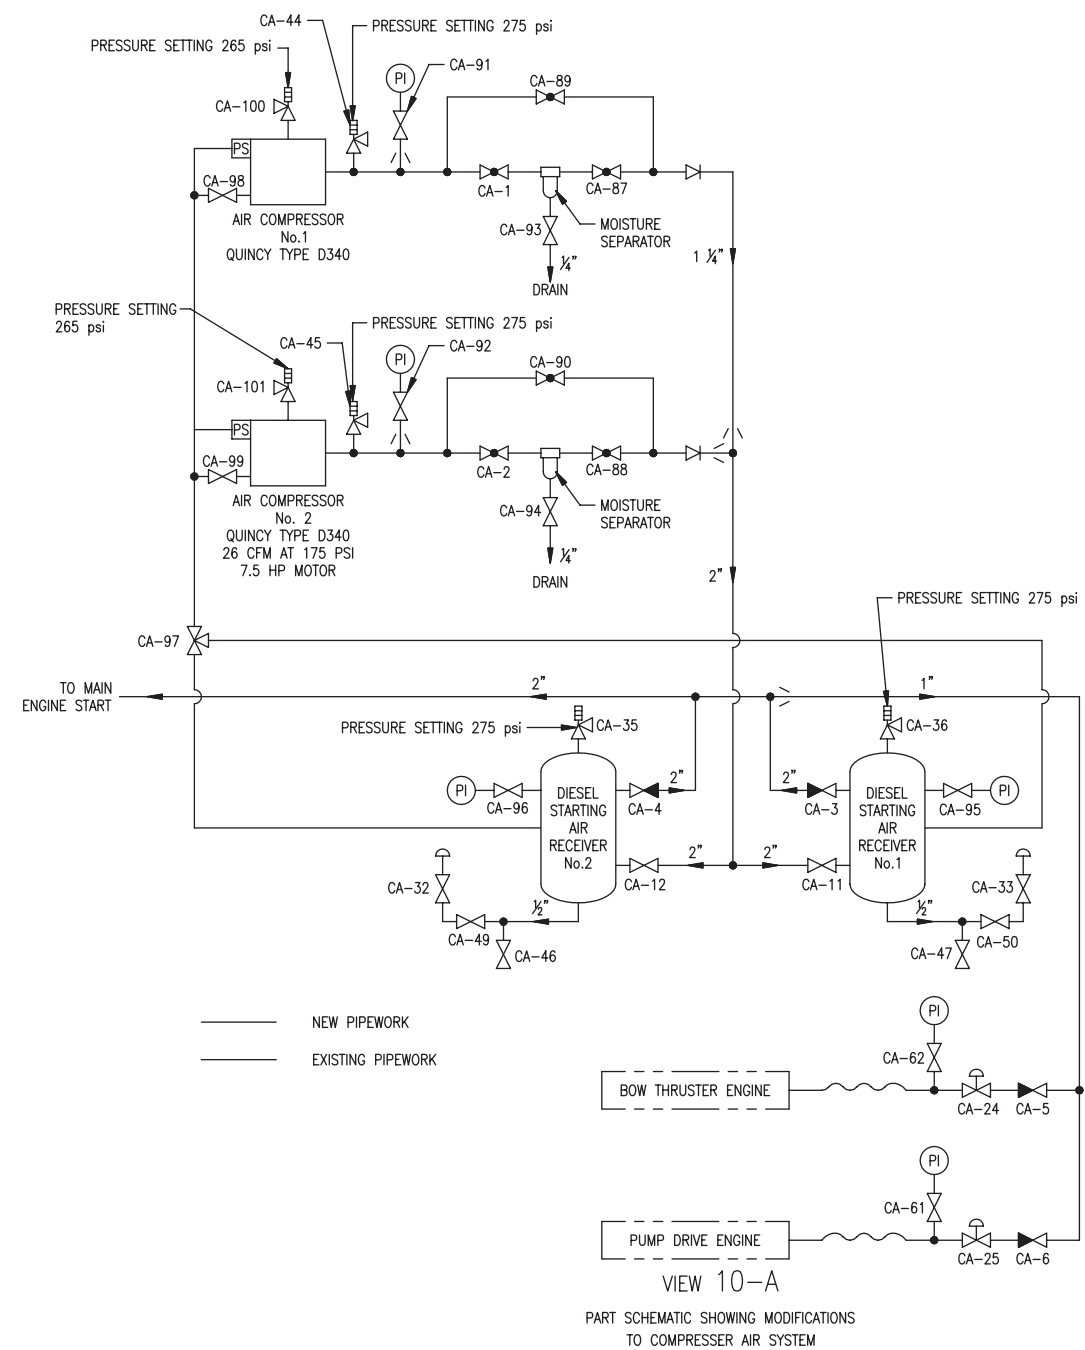 CA-44
PRESSURE SETTING 275 psi
PRESSURE SETTING 265 psi
PI
CA-91
CA-89
CA-100
PS
CA-98
CA-1
CA-87
AIR COMPRESSOR
No.1
QUINCY TYPE D340
CA-93
MOISTURE
SEPARATOR
1 ¼"
¼"
DRAIN
PRESSURE SETTING
265 psi
CA-45
PRESSURE SETTING 275 psi
PI
CA-92
CA-90
CA-101
PS
CA-99
CA-2
CA-88
AIR COMPRESSOR
No. 2
QUINCY TYPE D340
26 CFM AT 175 PSI
7.5 HP MOTOR
CA-94
MOISTURE
SEPARATOR
¼"
DRAIN
2"
PRESSURE SETTING 275 psi
CA-97
TO MAIN
ENGINE START
2"
1"
PRESSURE SETTING 275 psi
CA-35
CA-36
PI
CA-96
DIESEL
STARTING
AIR
RECEIVER
No.2
2"
CA-4
2"
CA-3
DIESEL
STARTING
AIR
RECEIVER
No.1
CA-95
PI
CA-12
2"
2"
CA-11
CA-32
CA-49
CA-46
½"
½"
CA-47
CA-50
CA-33
NEW PIPEWORK
EXISTING PIPEWORK
PI
CA-62
BOW THRUSTER ENGINE
CA-24
CA-5
PI
CA-61
PUMP DRIVE ENGINE
CA-25
CA-6
VIEW 10-A
PART SCHEMATIC SHOWING MODIFICATIONS
TO COMPRESSER AIR SYSTEM